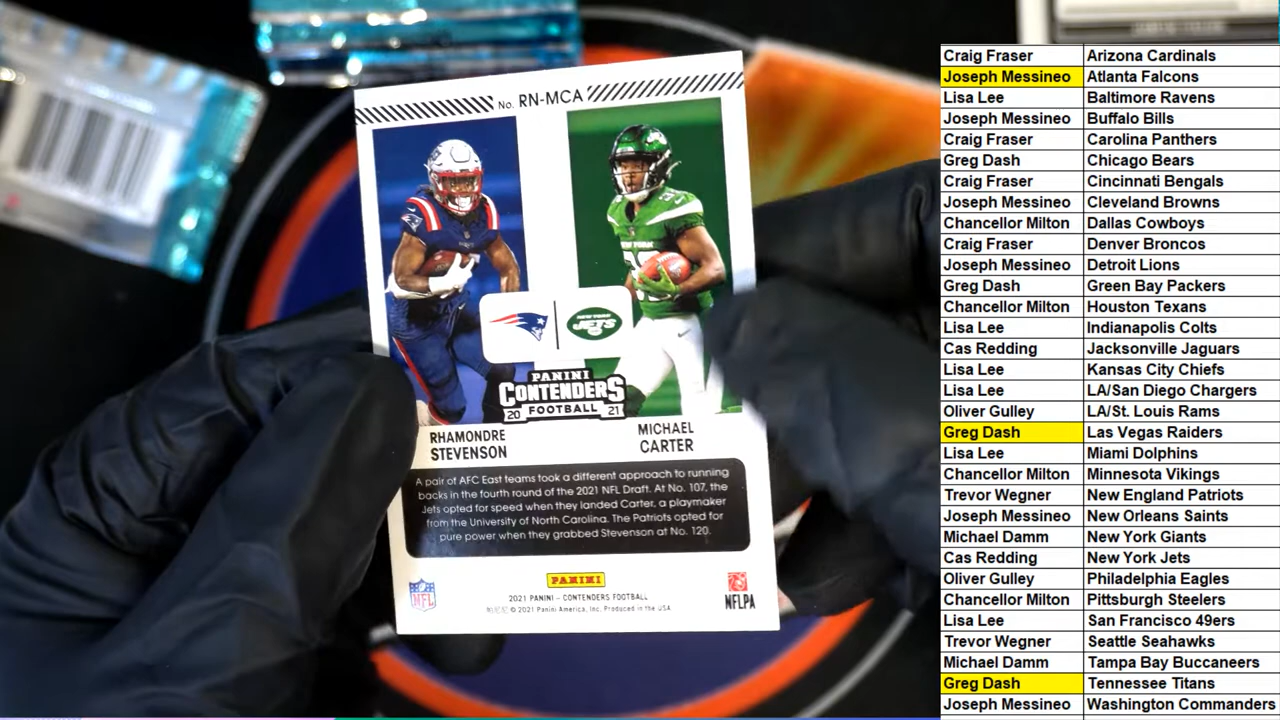 No. RN-MCA
NEW YORK
JETS
PANINI
CONTENDERS
20 FOOTBALL 21
RHAMONDRE
STEVENSON
MICHAEL
CARTER
A pair of AFC East teams took a different approach to running
backs in the fourth round of the 2021 NFL Draft. At No. 107, the
Jets opted for speed when they landed Carter, a playmaker
from the University of North Carolina. The Patriots opted for
pure power when they grabbed Stevenson at No. 120.
NFL
PANINI
NFLPA
2021 PANINI – CONTENDERS FOOTBALL
© 2021 Panini America, Inc. Produced in the USA.
Craig Fraser Arizona Cardinals
Joseph Messineo Atlanta Falcons
Lisa Lee Baltimore Ravens
Joseph Messineo Buffalo Bills
Craig Fraser Carolina Panthers
Greg Dash Chicago Bears
Craig Fraser Cincinnati Bengals
Joseph Messineo Cleveland Browns
Chancellor Milton Dallas Cowboys
Craig Fraser Denver Broncos
Joseph Messineo Detroit Lions
Greg Dash Green Bay Packers
Chancellor Milton Houston Texans
Lisa Lee Indianapolis Colts
Cas Redding Jacksonville Jaguars
Lisa Lee Kansas City Chiefs
Lisa Lee LA/San Diego Chargers
Oliver Gulley LA/St. Louis Rams
Greg Dash Las Vegas Raiders
Lisa Lee Miami Dolphins
Chancellor Milton Minnesota Vikings
Trevor Wegner New England Patriots
Joseph Messineo New Orleans Saints
Michael Damm New York Giants
Cas Redding New York Jets
Oliver Gulley Philadelphia Eagles
Chancellor Milton Pittsburgh Steelers
Lisa Lee San Francisco 49ers
Trevor Wegner Seattle Seahawks
Michael Damm Tampa Bay Buccaneers
Greg Dash Tennessee Titans
Joseph Messineo Washington Commanders